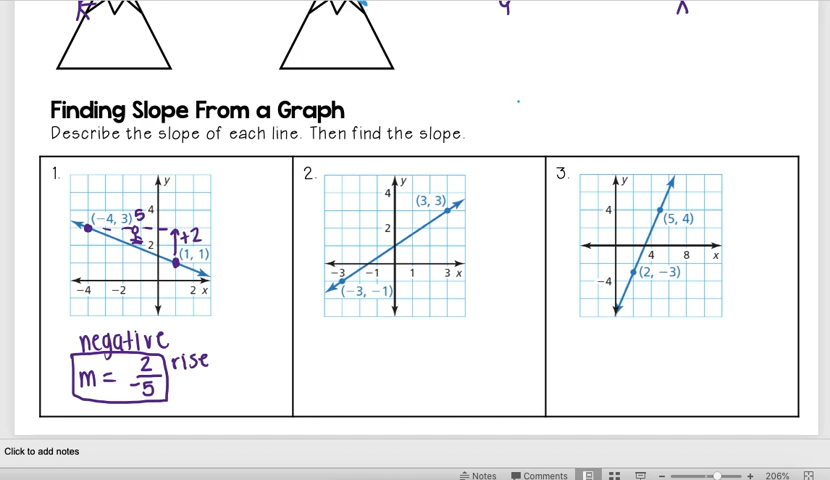 Finding Slope From a Graph
Describe the slope of each line. Then find the slope.
1.
y
4
2
(−4, 3)
5
+2
(1, 1)
−4 −2 2 x
negative
m = 2/-5 rise
2.
y
4
2
(3, 3)
−3 −1 1 3 x
(−3, −1)
3.
y
4
(5, 4)
4 8 x
−4
(2, −3)
Click to add notes
Notes Comments − + 206%